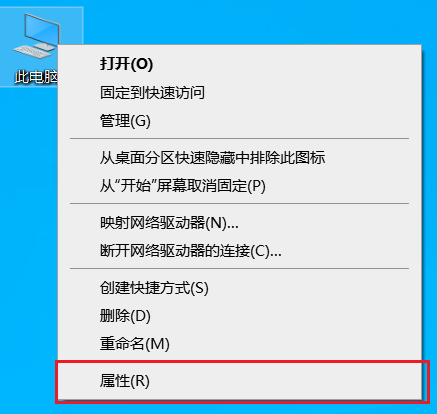 此电脑
打开(O)
固定到快速访问
管理(G)
从桌面分区快速隐藏中排除此图标
从“开始”屏幕取消固定(P)
映射网络驱动器(N)...
断开网络驱动器的连接(C)...
创建快捷方式(S)
删除(D)
重命名(M)
属性(R)